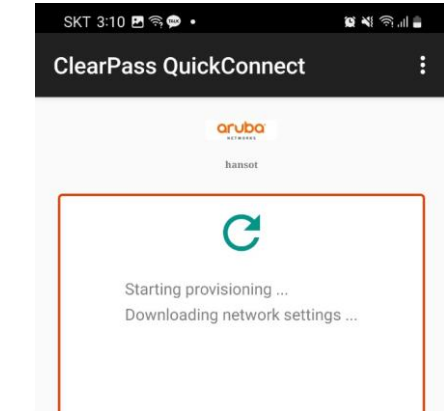 SKT 3:10
ClearPass QuickConnect
aruba
NETWORKS
hansot
Starting provisioning ...
Downloading network settings ...